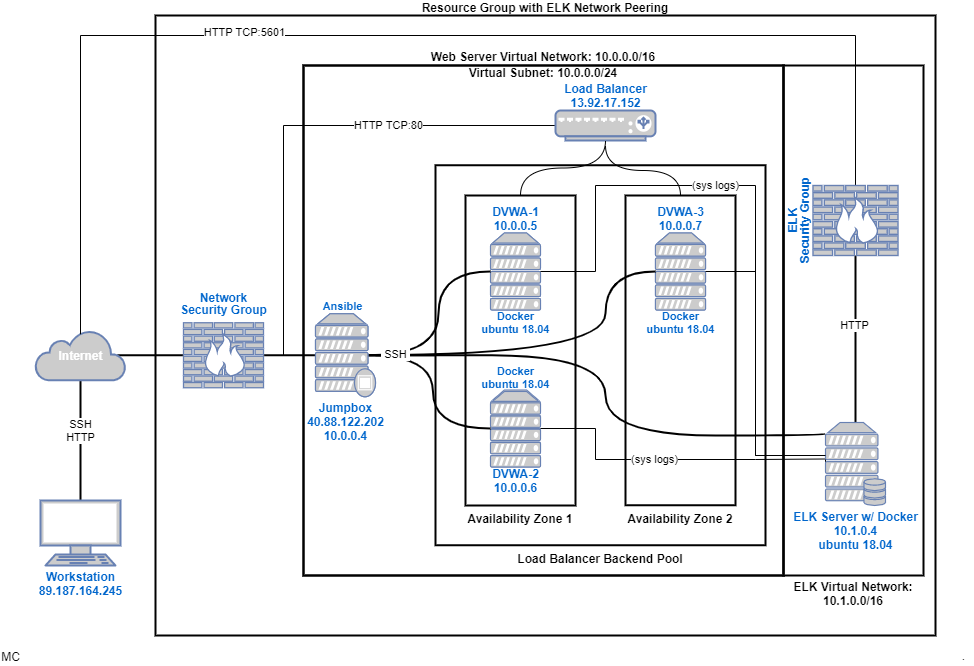 Resource Group with ELK Network Peering
HTTP TCP:5601
Web Server Virtual Network: 10.0.0.0/16
Virtual Subnet: 10.0.0.0/24
Load Balancer
13.92.17.152
HTTP TCP:80
(sys logs)
ELK
Security Group
DVWA-1
10.0.0.5
DVWA-3
10.0.0.7
Network
Security Group
Ansible
Docker
ubuntu 18.04
Docker
ubuntu 18.04
HTTP
Internet
SSH
Docker
ubuntu 18.04
Jumpbox
40.88.122.202
10.0.0.4
SSH
HTTP
(sys logs)
DVWA-2
10.0.0.6
Availability Zone 1
Availability Zone 2
ELK Server w/ Docker
10.1.0.4
ubuntu 18.04
Load Balancer Backend Pool
Workstation
89.187.164.245
ELK Virtual Network:
10.1.0.0/16
MC
.